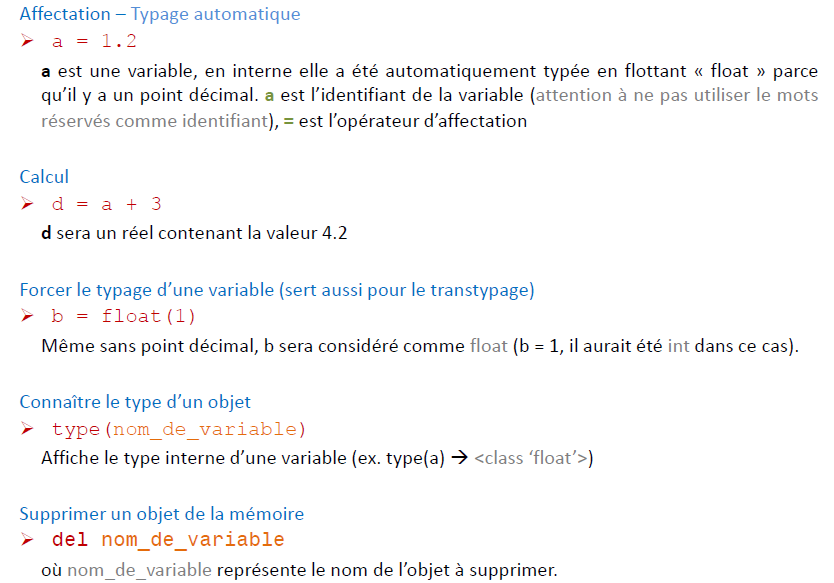 Affectation – Typage automatique
➢ a = 1.2
a est une variable, en interne elle a été automatiquement typée en flottant « float » parce
qu’il y a un point décimal. a est l’identifiant de la variable (attention à ne pas utiliser le mots
réservés comme identifiant), = est l’opérateur d’affectation
Calcul
➢ d = a + 3
d sera un réel contenant la valeur 4.2
Forcer le typage d’une variable (sert aussi pour le transtypage)
➢ b = float(1)
Même sans point décimal, b sera considéré comme float (b = 1, il aurait été int dans ce cas).
Connaître le type d’un objet
➢ type(nom_de_variable)
Affiche le type interne d’une variable (ex. type(a) → <class ‘float’>)
Supprimer un objet de la mémoire
➢ del nom_de_variable
où nom_de_variable représente le nom de l’objet à supprimer.